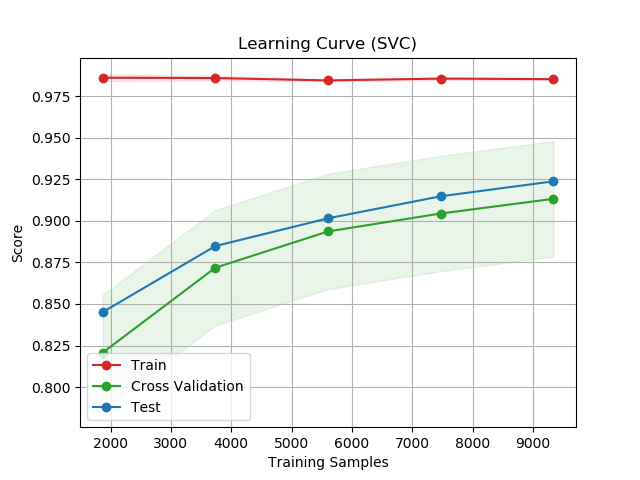 Learning Curve (SVC)
0.975
0.950
0.925
0.900
0.875
0.850
0.825
0.800
Score
Train
Cross Validation
Test
2000 3000 4000 5000 6000 7000 8000 9000
Training Samples